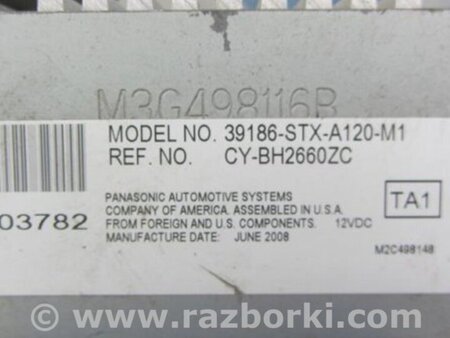 M3G498116B
MODEL NO. 39186-STX-A120-M1
REF. NO. CY-BH2660ZC
PANASONIC AUTOMOTIVE SYSTEMS
COMPANY OF AMERICA. ASSEMBLED IN U.S.A.
FROM FOREIGN AND U.S. COMPONENTS. 12VDC
MANUFACTURE DATE: JUNE 2008
TA1
03782
M2C498148
www.razborki.com